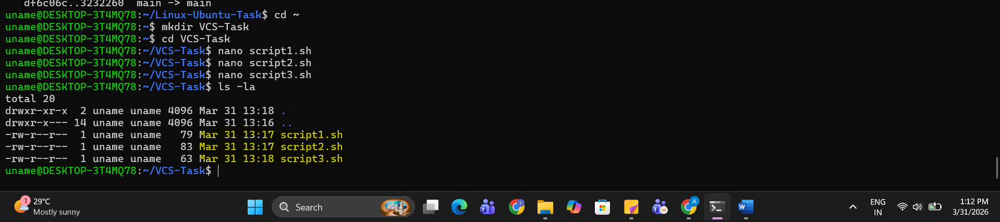 df6c06c..3232260  main -> main
uname@DESKTOP-3T4MQ78:~/Linux-Ubuntu-Task$ cd ~
uname@DESKTOP-3T4MQ78:~$ mkdir VCS-Task
uname@DESKTOP-3T4MQ78:~$ cd VCS-Task
uname@DESKTOP-3T4MQ78:~/VCS-Task$ nano script1.sh
uname@DESKTOP-3T4MQ78:~/VCS-Task$ nano script2.sh
uname@DESKTOP-3T4MQ78:~/VCS-Task$ nano script3.sh
uname@DESKTOP-3T4MQ78:~/VCS-Task$ ls -la
total 20
drwxr-xr-x  2 uname uname 4096 Mar 31 13:18 .
drwxr-x--- 14 uname uname 4096 Mar 31 13:16 ..
-rw-r--r--  1 uname uname   79 Mar 31 13:17 script1.sh
-rw-r--r--  1 uname uname   83 Mar 31 13:17 script2.sh
-rw-r--r--  1 uname uname   63 Mar 31 13:18 script3.sh
uname@DESKTOP-3T4MQ78:~/VCS-Task$
1
29°C
Mostly sunny
Search
T
t
T
AN
A
W
ENG
IN
1:12 PM
3/31/2026